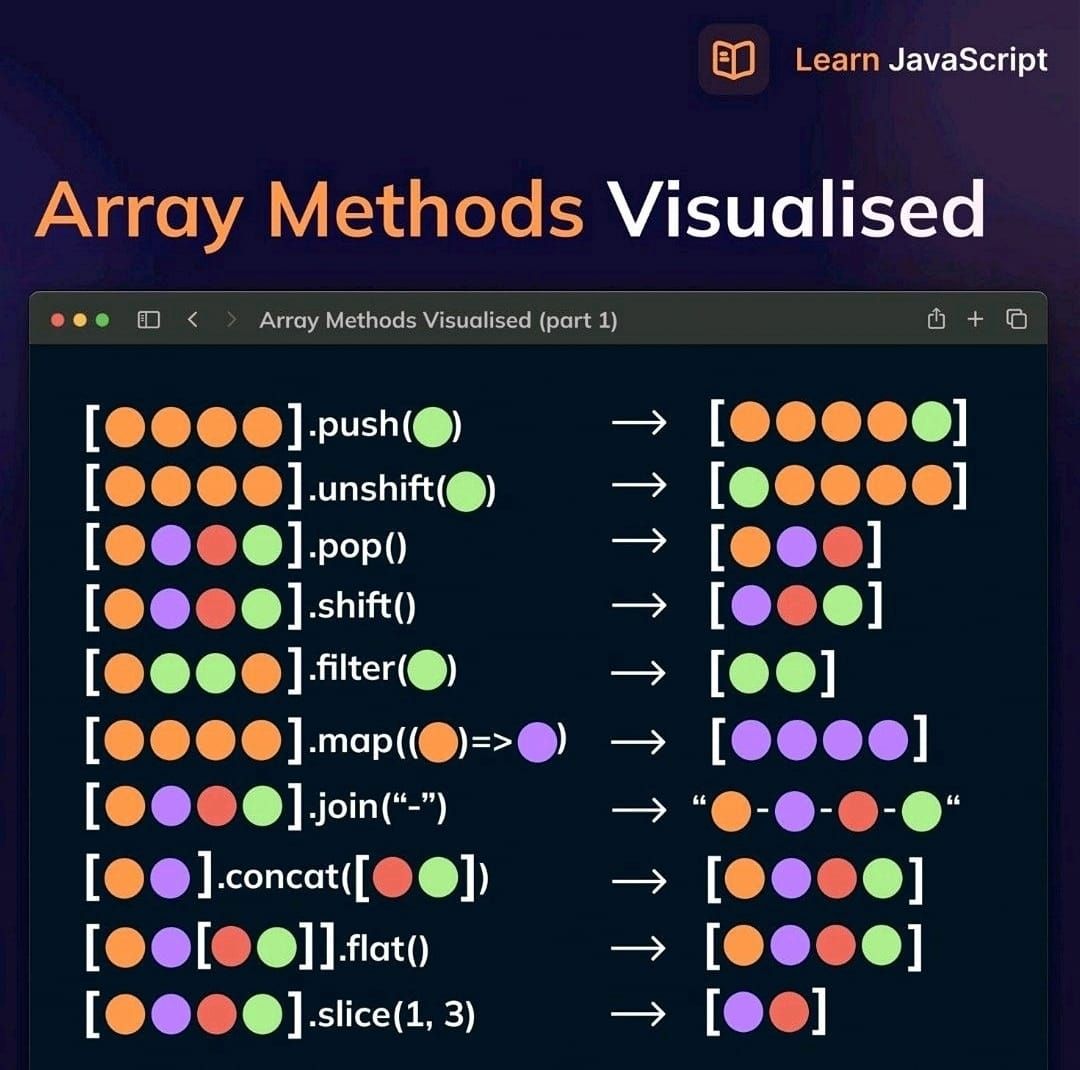 Learn JavaScript
Array Methods Visualised
Array Methods Visualised (part 1)
[🟠🟠🟠🟠].push(🟢) → [🟠🟠🟠🟠🟢]
[🟠🟠🟠🟠].unshift(🟢) → [🟢🟠🟠🟠🟠]
[🟠🟣🔴🟢].pop() → [🟠🟣🔴]
[🟠🟣🔴🟢].shift() → [🟣🔴🟢]
[🟠🟢🟢🟠].filter(🟢) → [🟢🟢]
[🟠🟠🟠🟠].map((🟠)=>🟣) → [🟣🟣🟣🟣]
[🟠🟣🔴🟢].join(“-”) → “🟠-🟣-🔴-🟢“
[🟠🟣].concat([🔴🟢]) → [🟠🟣🔴🟢]
[🟠🟣[🔴🟢]].flat() → [🟠🟣🔴🟢]
[🟠🟣🔴🟢].slice(1, 3) → [🟣🔴]